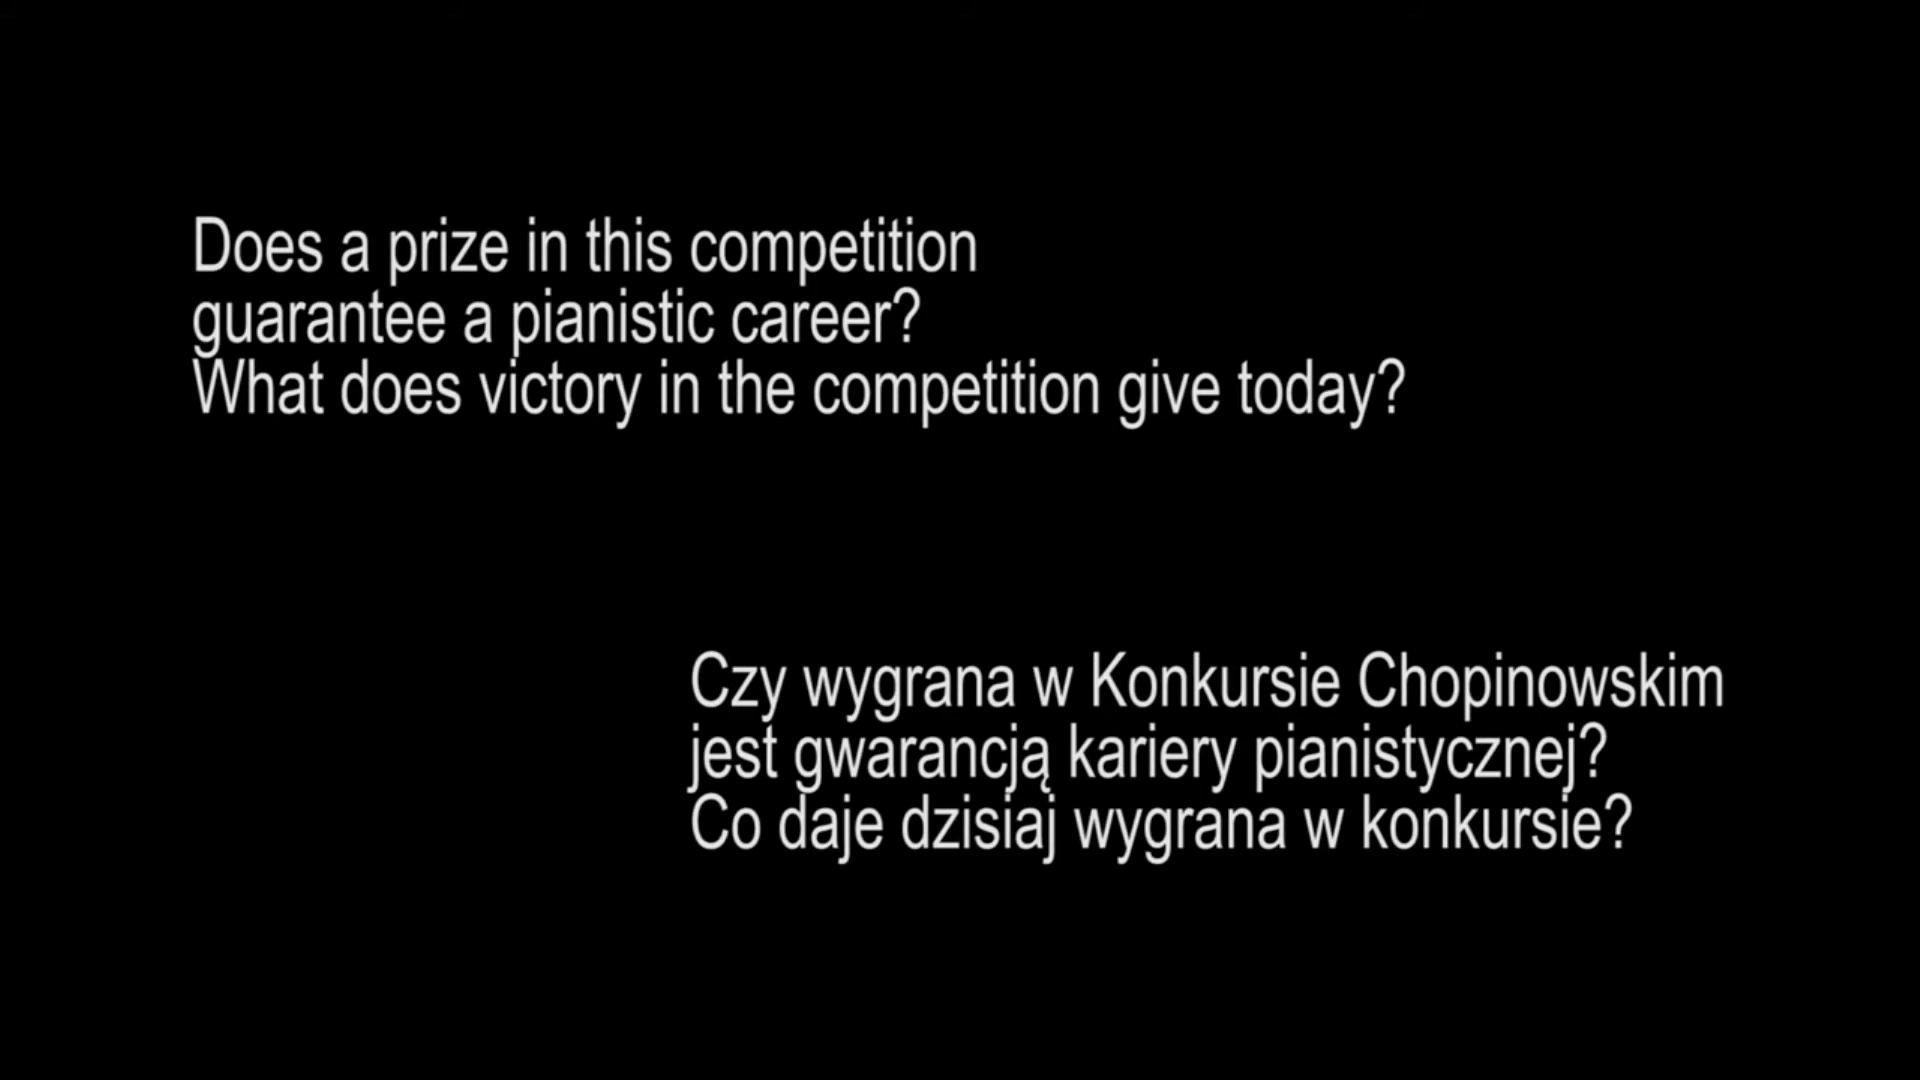 Does a prize in this competition
guarantee a pianistic career?
What does victory in the competition give today?
Czy wygrana w Konkursie Chopinowskim
jest gwarancją kariery pianistycznej?
Co daje dzisiaj wygrana w konkursie?